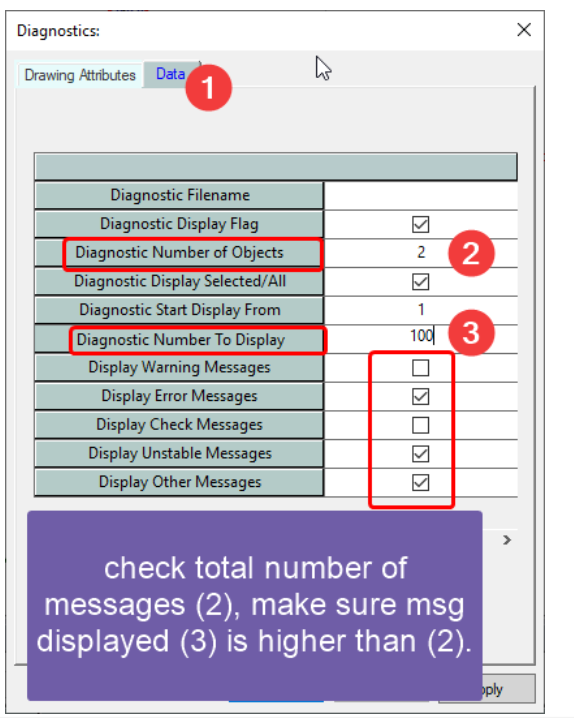 Diagnostics:
Drawing Attributes Data 1
Diagnostic Filename
Diagnostic Display Flag
Diagnostic Number of Objects 2 2
Diagnostic Display Selected/All
Diagnostic Start Display From 1
Diagnostic Number To Display 100 3
Display Warning Messages
Display Error Messages
Display Check Messages
Display Unstable Messages
Display Other Messages
check total number of
messages (2), make sure msg
displayed (3) is higher than (2).